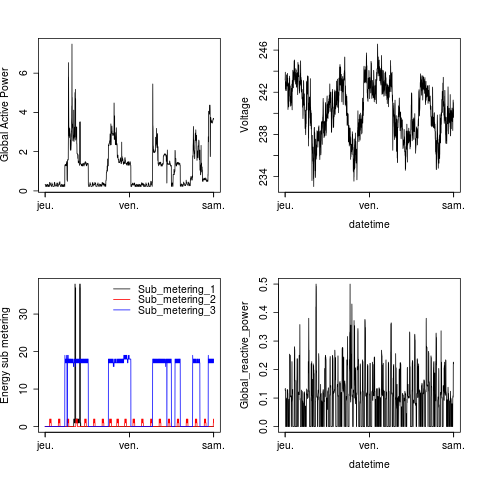 Global Active Power
6
4
2
0
jeu. ven. sam.
Voltage
246
242
238
234
jeu. ven. sam.
datetime
Energy sub metering
30
20
10
0
Sub_metering_1
Sub_metering_2
Sub_metering_3
jeu. ven. sam.
Global_reactive_power
0.5
0.4
0.3
0.2
0.1
0.0
jeu. ven. sam.
datetime